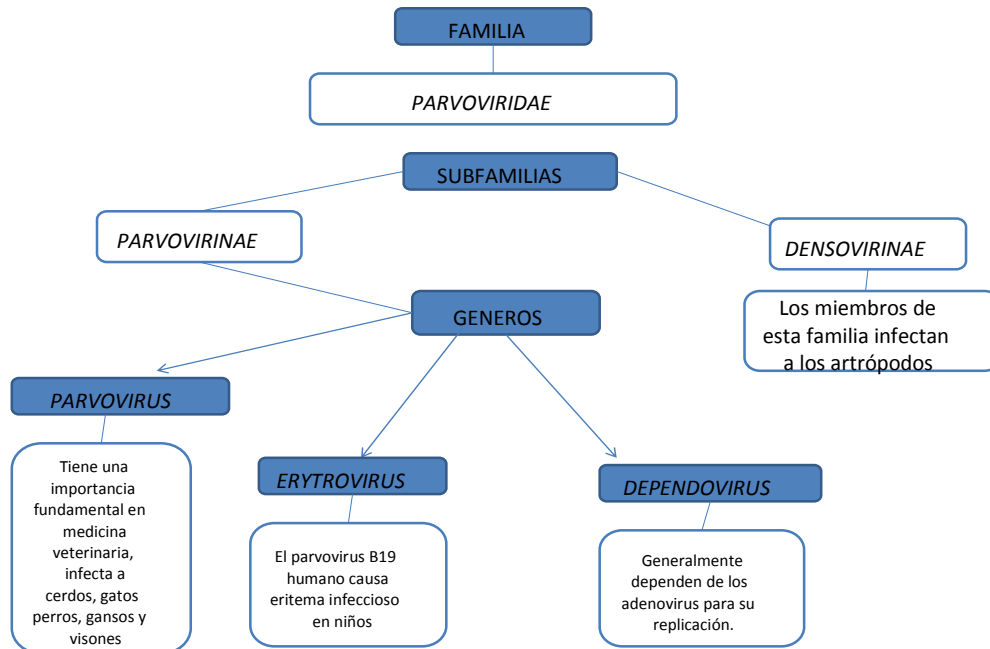 FAMILIA
PARVOVIRIDAE
SUBFAMILIAS
PARVOVIRINAE
DENSOVIRINAE
Los miembros de
esta familia infectan
a los artrópodos
GENEROS
PARVOVIRUS
Tiene una
importancia
fundamental en
medicina
veterinaria,
infecta a
cerdos, gatos
perros, gansos y
visones
ERYTROVIRUS
El parvovirus B19
humano causa
eritema infeccioso
en niños
DEPENDOVIRUS
Generalmente
dependen de los
adenovirus para su
replicación.